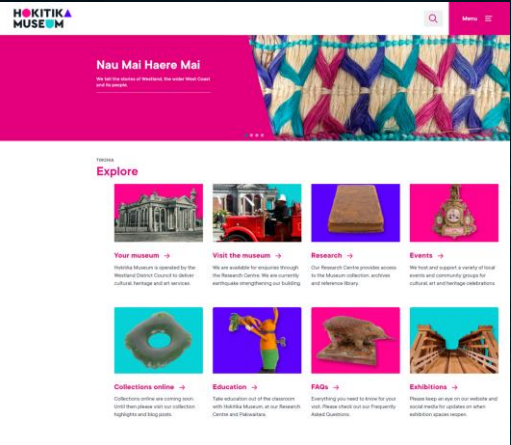 HOKITIKA
MUSEUM
Menu
Nau Mai Haere Mai
We tell the stories of Westland, the wider West Coast
and its people.
TIROHIA
Explore
Your museum →
Hokitika Museum is operated by the
Westland District Council to deliver
cultural, heritage and art services
Visit the museum →
We are available for enquiries through
the Research Centre. We are currently
earthquake strengthening our building.
Research →
Our Research Centre provides access
to the Museum collection, archives
and reference library.
Events →
We host and support a variety of local
events and community groups for
cultural, art and heritage celebrations.
Collections online →
Collections online are coming soon.
Until then please visit our collection
highlights and blog posts.
Education →
Take education out of the classroom
with Hokitika Museum, at our Research
Centre and Pakiwaitara.
FAQs →
Everything you need to know for your
visit. Please check out our Frequently
Asked Questions.
Exhibitions →
Please keep an eye on our website and
social media for updates on when
exhibition spaces reopen.